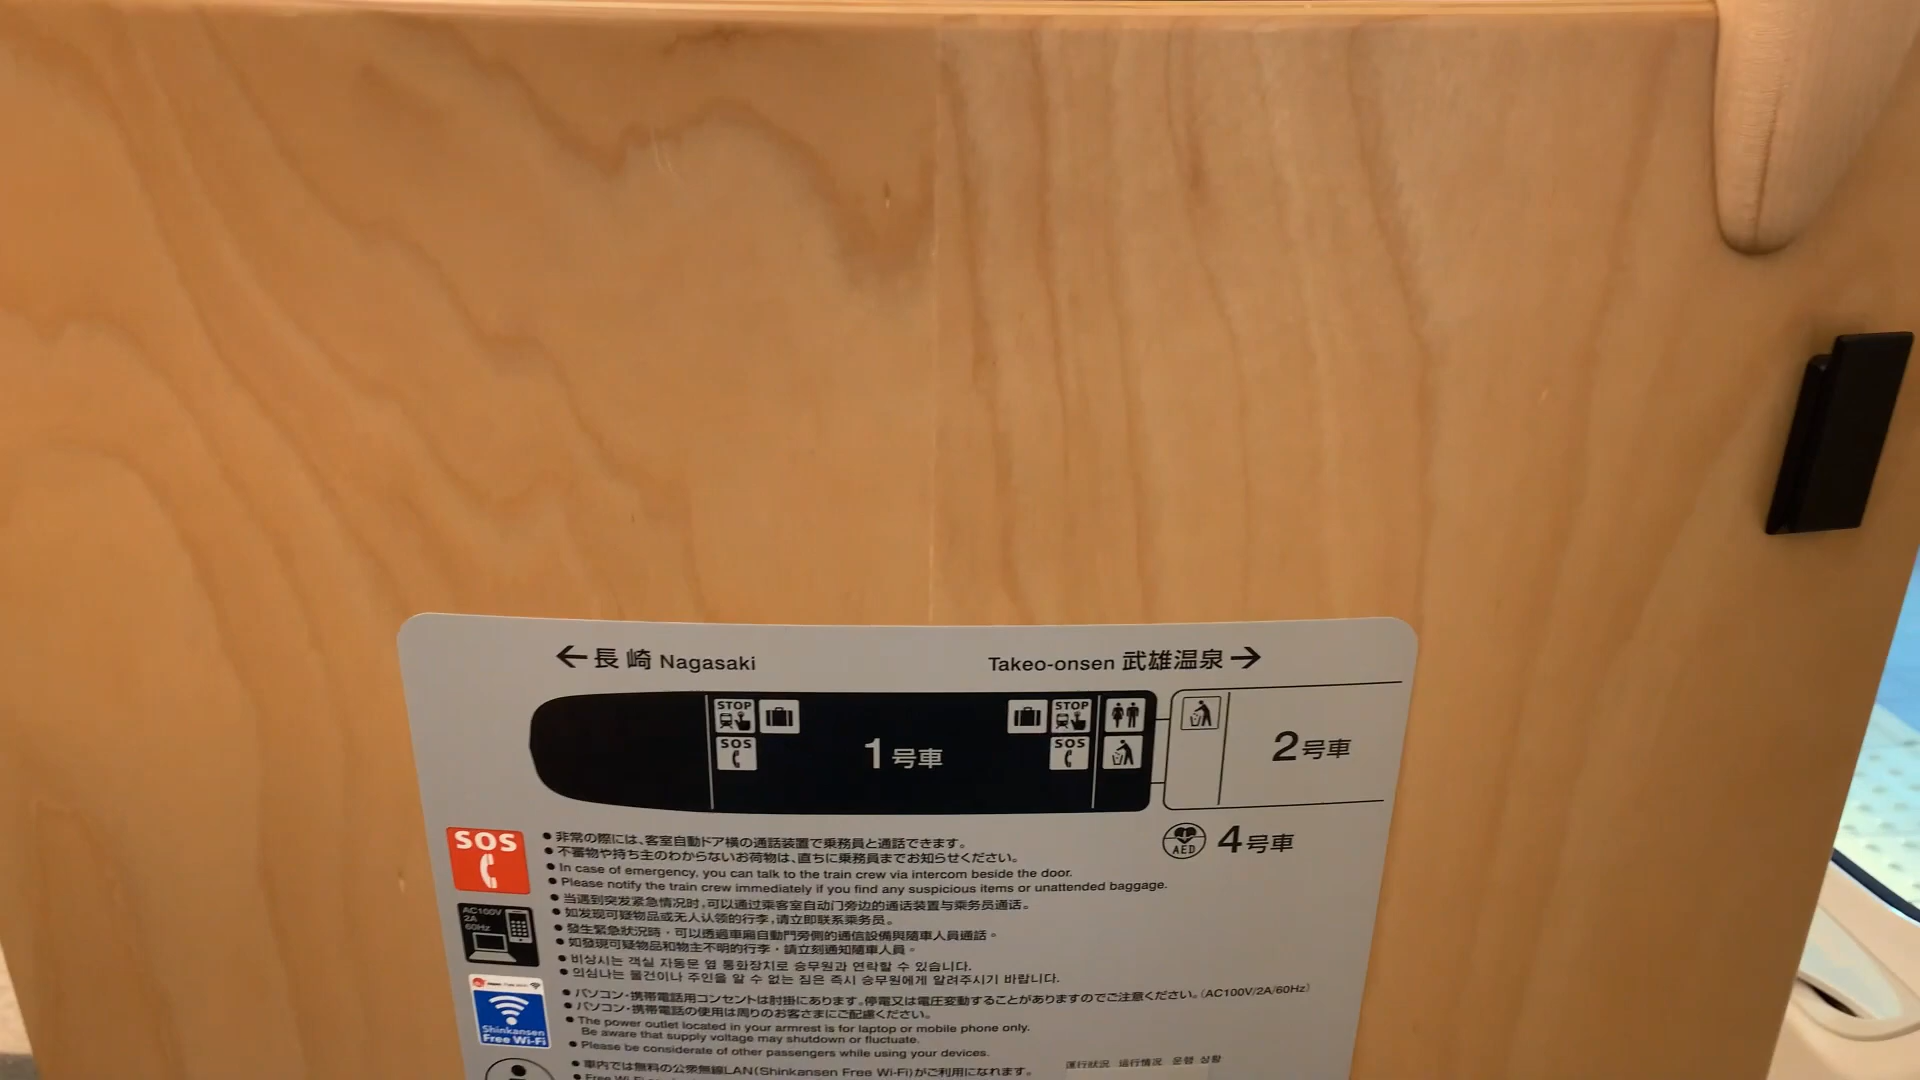 ← 長崎 Nagasaki
Takeo-onsen 武雄温泉 →
STOP
STOP
SOS
1号車
SOS
2号車
AED 4号車
SOS
● 非常の際には、客室自動ドア横の通話装置で乗務員と通話できます。
● 不審物や持ち主のわからないお荷物は、直ちに乗務員までお知らせください。
● In case of emergency, you can talk to the train crew via intercom beside the door.
● Please notify the train crew immediately if you find any suspicious items or unattended baggage.
● 当遇到突发紧急情况时,可以通过乘客室自动门旁边的通话装置与乘务员通话。
● 如发现可疑物品或无人认领的行李,请立即联系乘务员。
● 發生緊急狀況時，可以透過車廂自動門旁側的通信設備與隨車人員通話。
● 如發現可疑物品和物主不明的行李，請立刻通知隨車人員。
● 비상시는 객실 자동문 옆 통화장치로 승무원과 연락할 수 있습니다.
● 의심나는 물건이나 주인을 알 수 없는 짐은 즉시 승무원에게 알려주시기 바랍니다.
AC100V
2A
60Hz
● パソコン・携帯電話用コンセントは肘掛にあります。停電又は電圧変動することがありますのでご注意ください。(AC100V/2A/60Hz)
● パソコン・携帯電話の使用は周りのお客さまにご配慮ください。
● The power outlet located in your armrest is for laptop or mobile phone only.
Be aware that supply voltage may shutdown or fluctuate.
● Please be considerate of other passengers while using your devices.
Shinkansen
Free Wi-Fi
● 車内では無料の公衆無線LAN(Shinkansen Free Wi-Fi)がご利用になれます。
運行狀況 运行情况 운행 상황